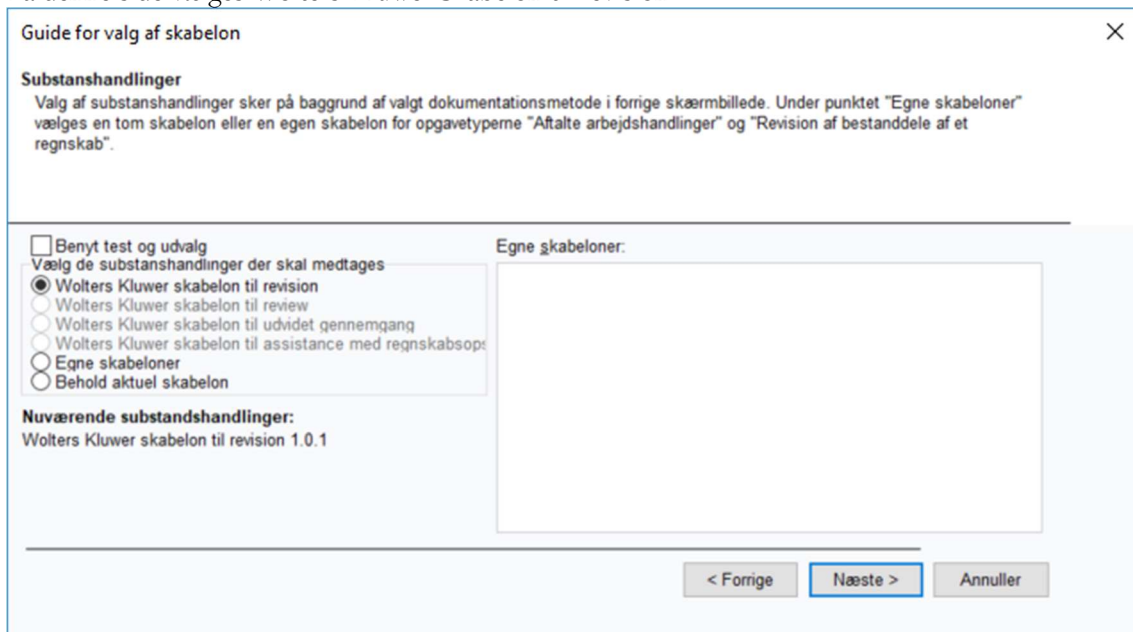 Guide for valg af skabelon
Substanshandlinger
Valg af substanshandlinger sker på baggrund af valgt dokumentationsmetode i forrige skærmbillede. Under punktet "Egne skabeloner"
vælges en tom skabelon eller en egen skabelon for opgavetyperne "Aftalte arbejdshandlinger" og "Revision af bestanddele af et
regnskab".
Benyt test og udvalg
Vælg de substanshandlinger der skal medtages
Wolters Kluwer skabelon til revision
Wolters Kluwer skabelon til review
Wolters Kluwer skabelon til udvidet gennemgang
Wolters Kluwer skabelon til assistance med regnskabsops
Egne skabeloner
Behold aktuel skabelon
Nuværende substandshandlinger:
Wolters Kluwer skabelon til revision 1.0.1
Egne skabeloner:
< Forrige
Næste >
Annuller